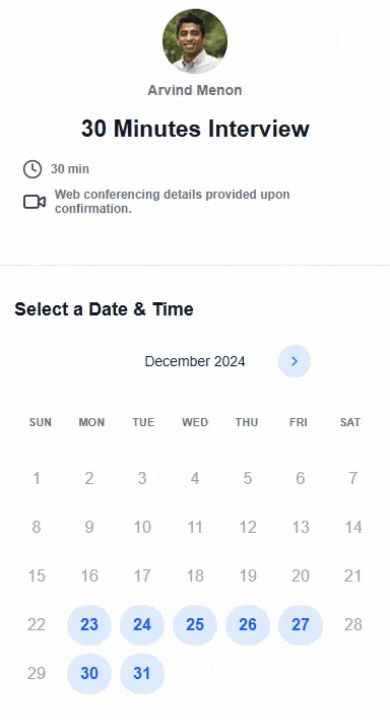 Arvind Menon
30 Minutes Interview
30 min
Web conferencing details provided upon
confirmation.
Select a Date & Time
December 2024
SUN MON TUE WED THU FRI SAT
1 2 3 4 5 6 7
8 9 10 11 12 13 14
15 16 17 18 19 20 21
22 23 24 25 26 27 28
29 30 31